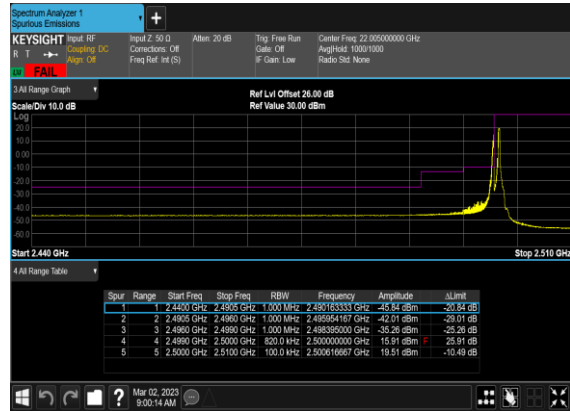 Spectrum Analyzer 1
Spurious Emissions
KEYSIGHT Input: RF Input Z: 50 Ω Atten: 20 dB Trig: Free Run Center Freq: 22.005000000 GHz
R T Coupling: DC Corrections: Off Gate: Off Avg|Hold: 1000/1000
Align: Off Freq Ref: Int (S) IF Gain: Low Radio Std: None
FAIL
3 All Range Graph
Ref Lvl Offset 26.00 dB
Scale/Div 10.0 dB Ref Value 30.00 dBm
Log
20.0
10.0
0.00
-10.0
-20.0
-30.0
-40.0
-50.0
-60.0
Start 2.440 GHz Stop 2.510 GHz
4 All Range Table
Spur Range Start Freq Stop Freq RBW Frequency Amplitude ΔLimit
1 1 2.4400 GHz 2.4905 GHz 1.000 MHz 2.490163333 GHz -45.84 dBm -20.84 dB
2 2 2.4905 GHz 2.4960 GHz 1.000 MHz 2.495954167 GHz -42.01 dBm -29.01 dB
3 3 2.4960 GHz 2.4990 GHz 1.000 MHz 2.498395000 GHz -35.26 dBm -25.26 dB
4 4 2.4990 GHz 2.5000 GHz 820.0 kHz 2.500000000 GHz 15.91 dBm F 25.91 dB
5 5 2.5000 GHz 2.5100 GHz 100.0 kHz 2.500616667 GHz 19.51 dBm -10.49 dB
? Mar 02, 2023
9:00:14 AM